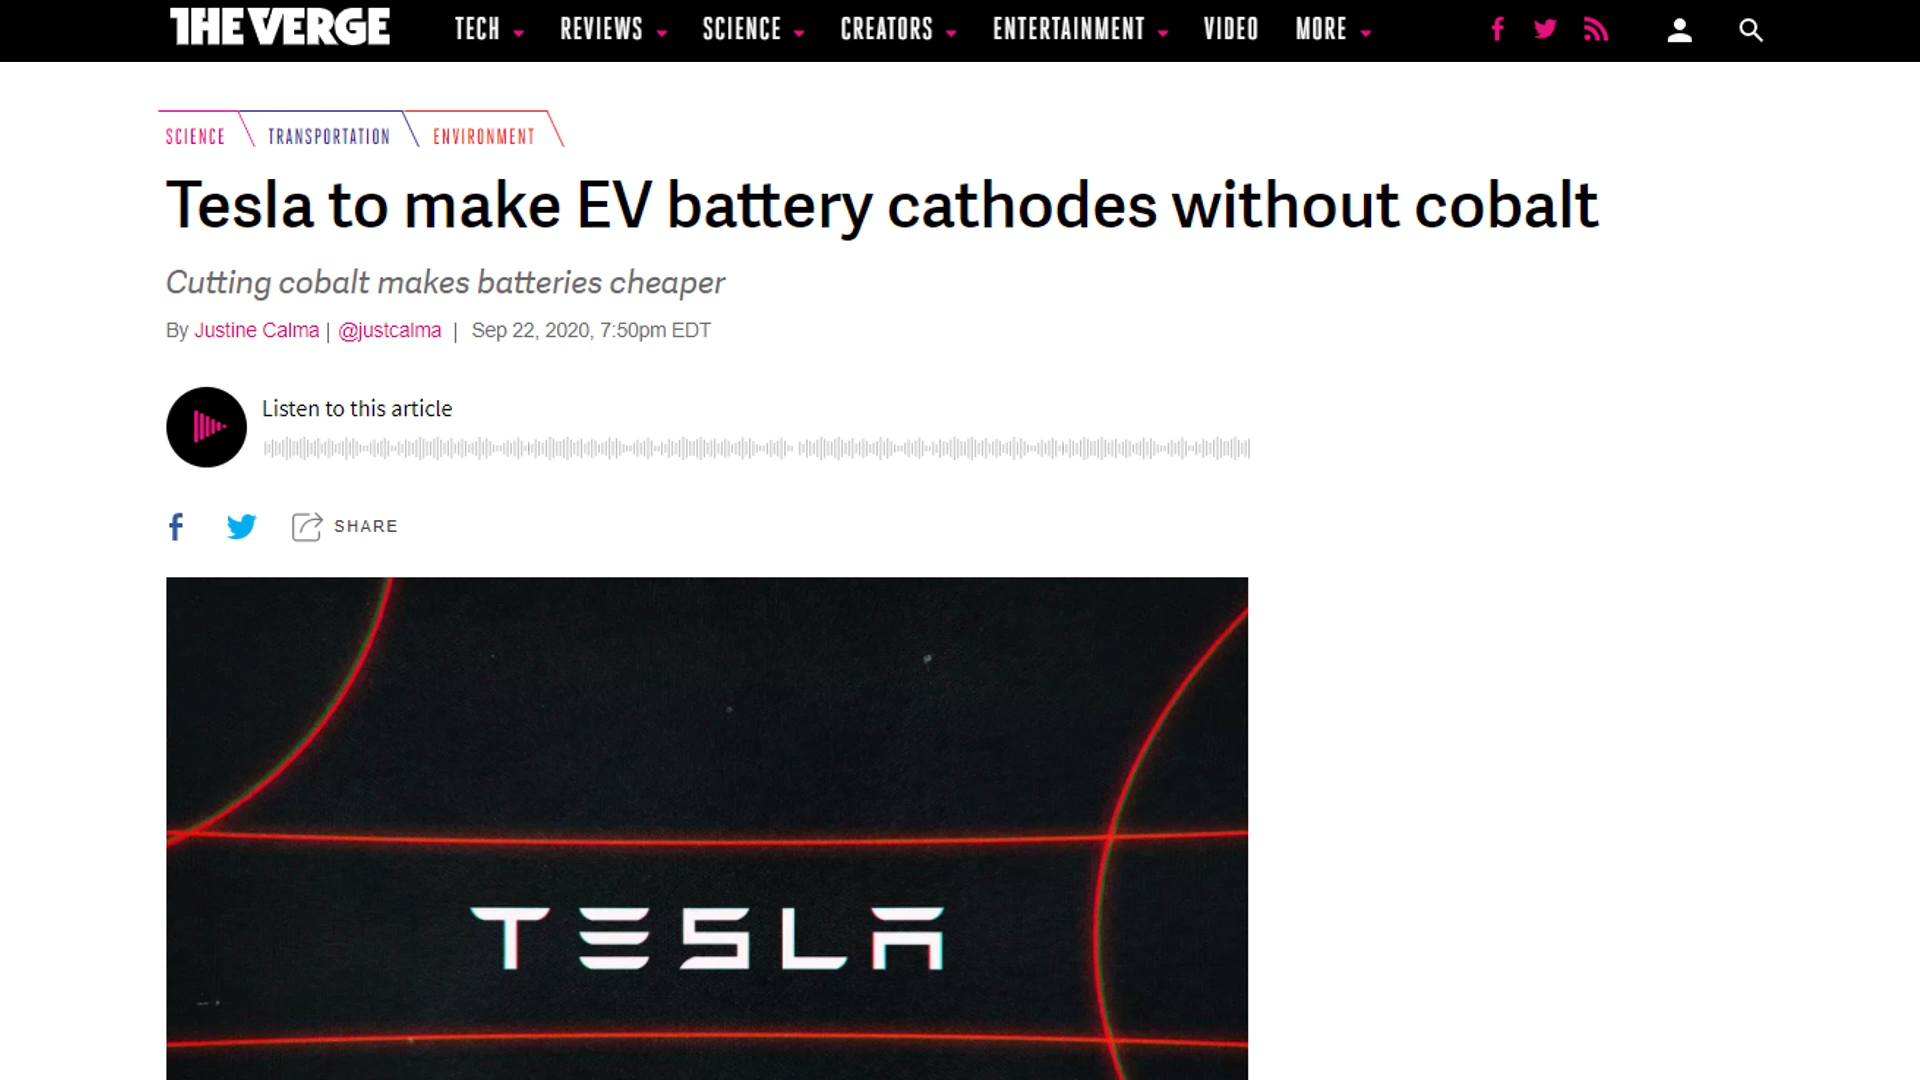 THE VERGE TECH REVIEWS SCIENCE CREATORS ENTERTAINMENT VIDEO MORE
SCIENCE TRANSPORTATION ENVIRONMENT
Tesla to make EV battery cathodes without cobalt
Cutting cobalt makes batteries cheaper
By Justine Calma | @justcalma | Sep 22, 2020, 7:50pm EDT
Listen to this article
SHARE
TESLA